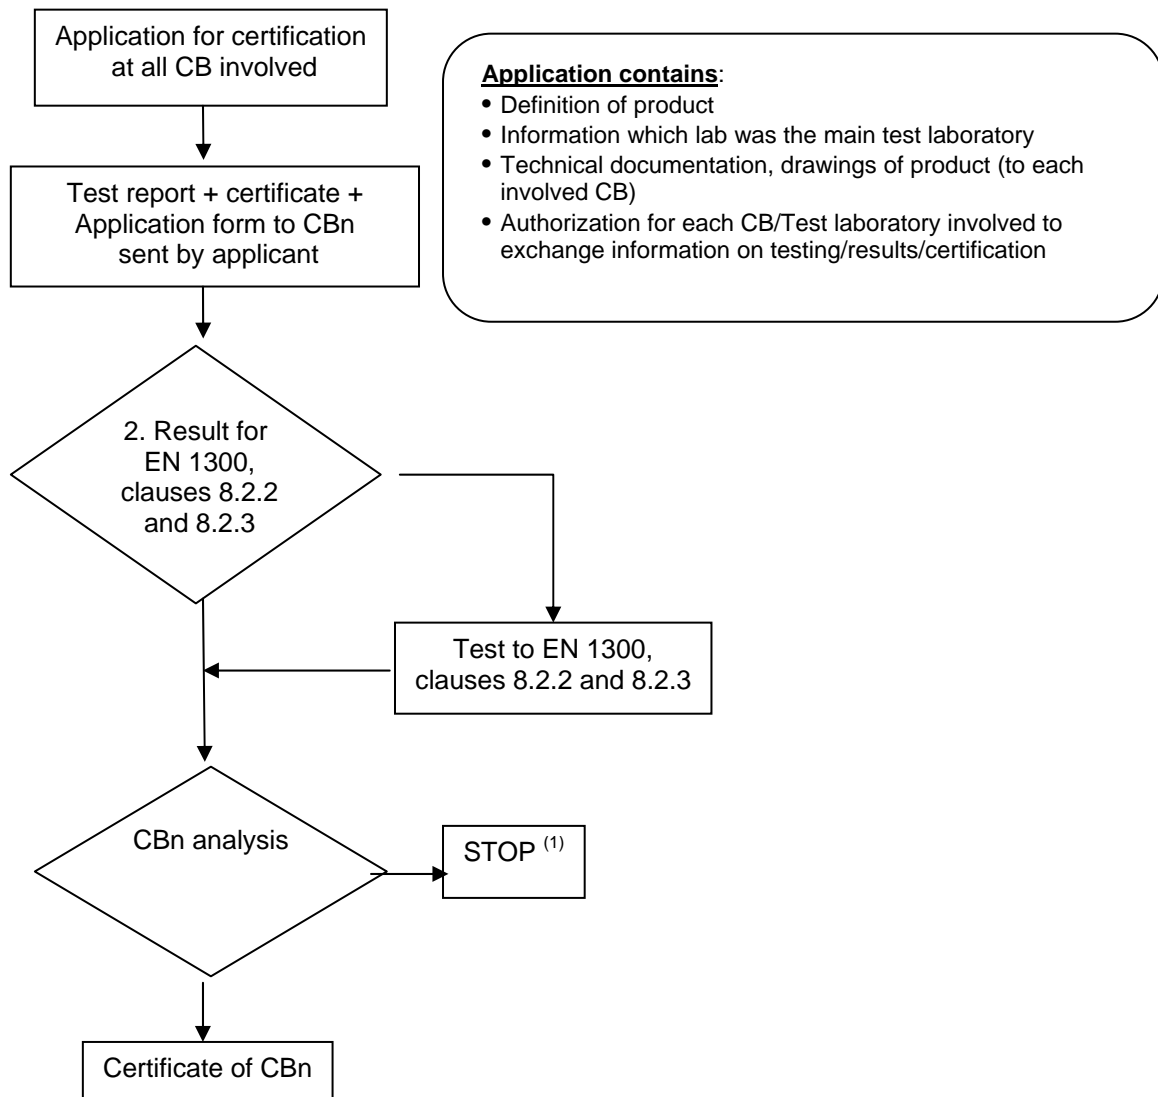 Application for certification
at all CB involved
Application contains:
• Definition of product
• Information which lab was the main test laboratory
• Technical documentation, drawings of product (to each
involved CB)
• Authorization for each CB/Test laboratory involved to
exchange information on testing/results/certification
Test report + certificate +
Application form to CBn
sent by applicant
2. Result for
EN 1300,
clauses 8.2.2
and 8.2.3
Test to EN 1300,
clauses 8.2.2 and 8.2.3
CBn analysis
STOP (1)
Certificate of CBn